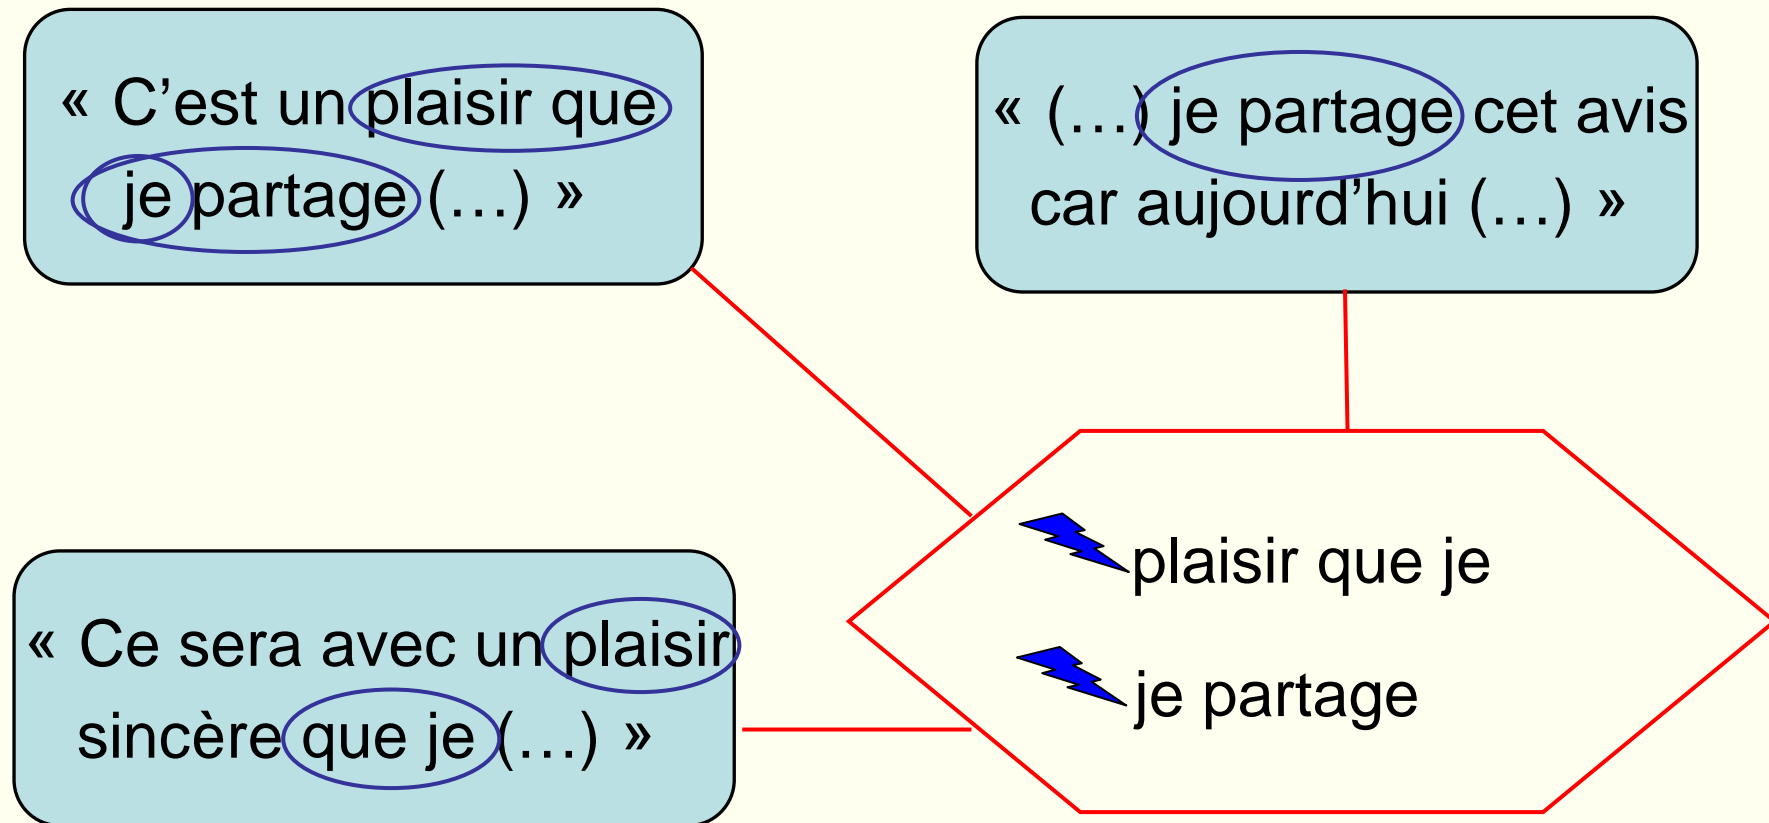 « C’est un plaisir que
je partage (…) »
« (…) je partage cet avis
car aujourd'hui (…) »
« Ce sera avec un plaisir
sincère que je (…) »
plaisir que je
je partage